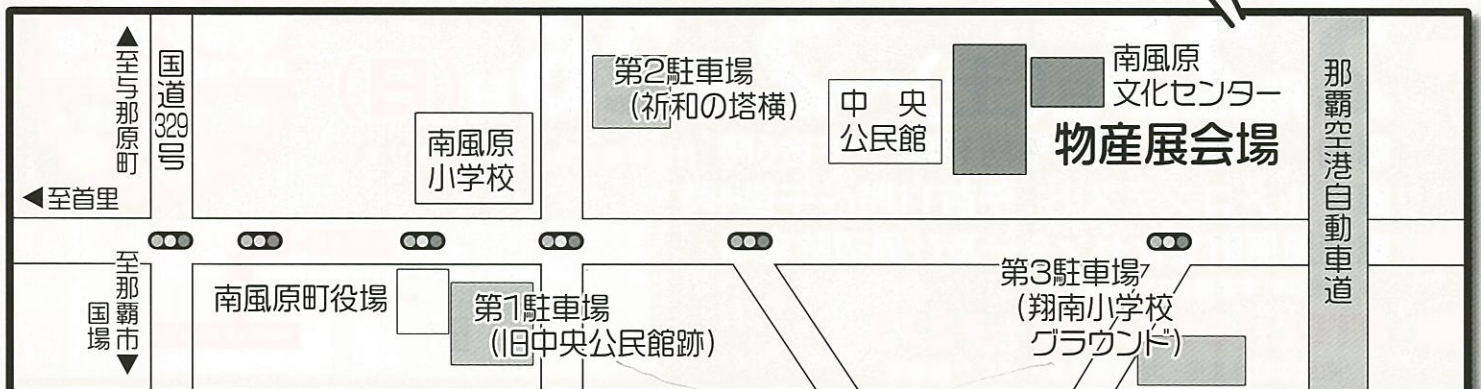 ▲至与那原町
国道329号
◀至首里
至那覇市▼
国場
南風原
小学校
第2駐車場
(祈和の塔横)
中央
公民館
南風原
文化センター
物産展会場
那覇空港自動車道
南風原町役場
第1駐車場
(旧中央公民館跡)
第3駐車場
(翔南小学校
グラウンド)